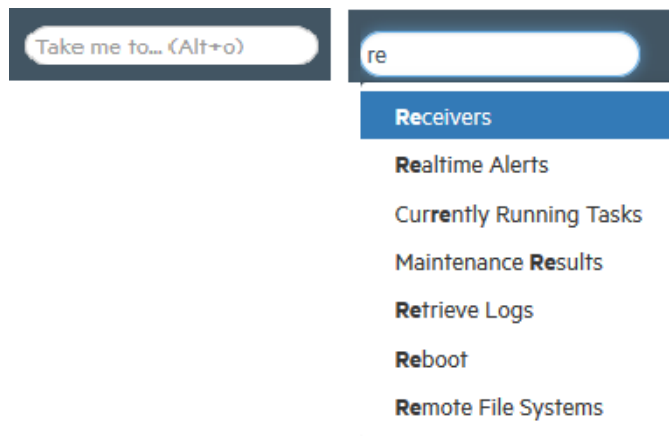 Take me to... (Alt+o)
re
Receivers
Realtime Alerts
Currently Running Tasks
Maintenance Results
Retrieve Logs
Reboot
Remote File Systems